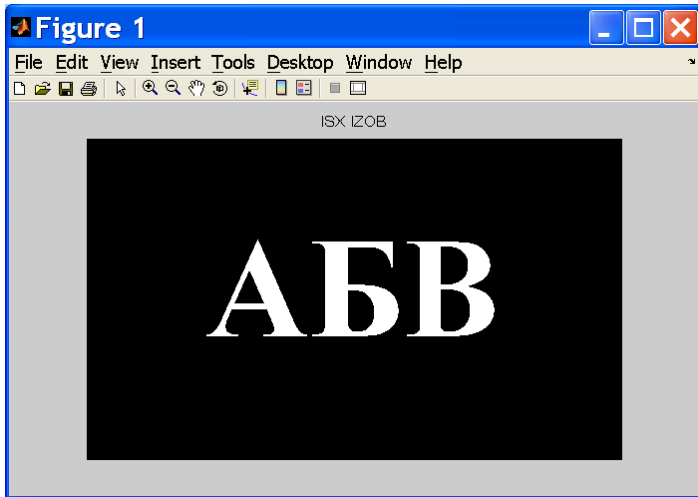 Figure 1
File Edit View Insert Tools Desktop Window Help
ISX IZOB
АБВ